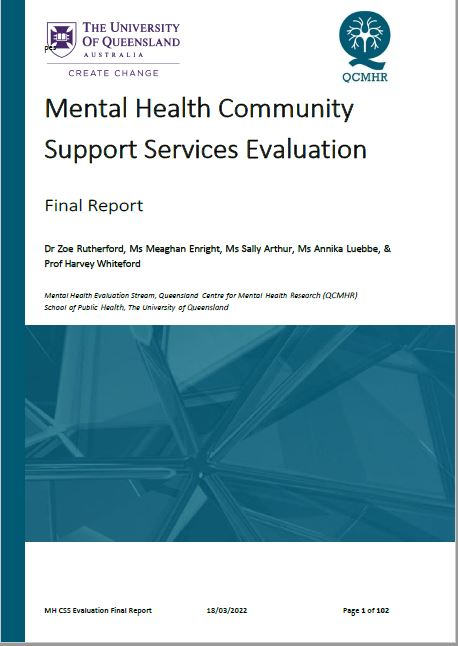 THE UNIVERSITY
OF QUEENSLAND
AUSTRALIA
CREATE CHANGE
QCMHR
Mental Health Community
Support Services Evaluation
Final Report
Dr Zoe Rutherford, Ms Meaghan Enright, Ms Sally Arthur, Ms Annika Luebbe, &
Prof Harvey Whiteford
Mental Health Evaluation Stream, Queensland Centre for Mental Health Research (QCMHR)
School of Public Health, The University of Queensland
MH CSS Evaluation Final Report 18/03/2022 Page 1 of 102